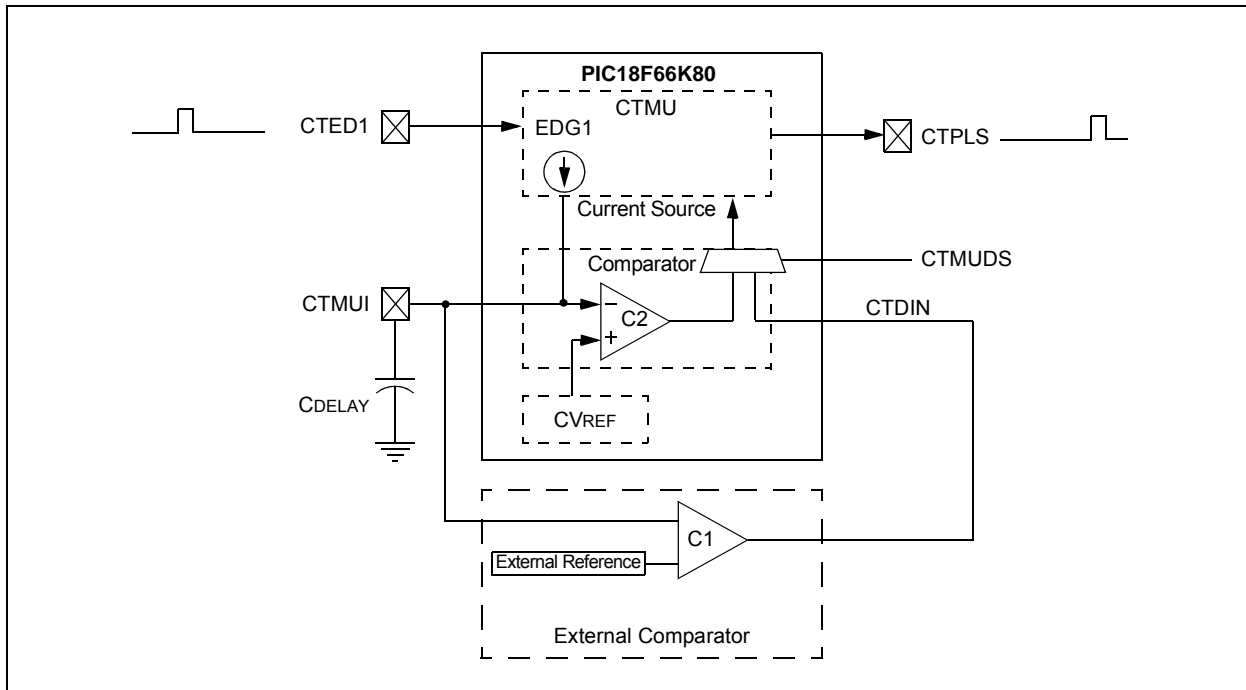 PIC18F66K80
CTMU
CTED1
EDG1
CTPLS
Current Source
Comparator
CTMUDS
CTMUI
CTDIN
−
C2
+
CDELAY
CVREF
C1
External Reference
External Comparator